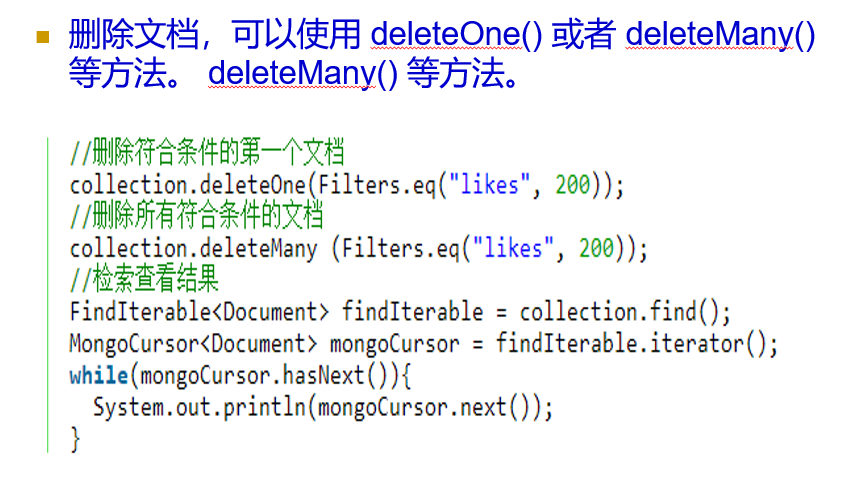 删除文档，可以使用 deleteOne() 或者 deleteMany()
等方法。 deleteMany() 等方法。
//删除符合条件的第一个文档
collection.deleteOne(Filters.eq("likes", 200));
//删除所有符合条件的文档
collection.deleteMany (Filters.eq("likes", 200));
//检索查看结果
FindIterable<Document> findIterable = collection.find();
MongoCursor<Document> mongoCursor = findIterable.iterator();
while(mongoCursor.hasNext()){
  System.out.println(mongoCursor.next());
}